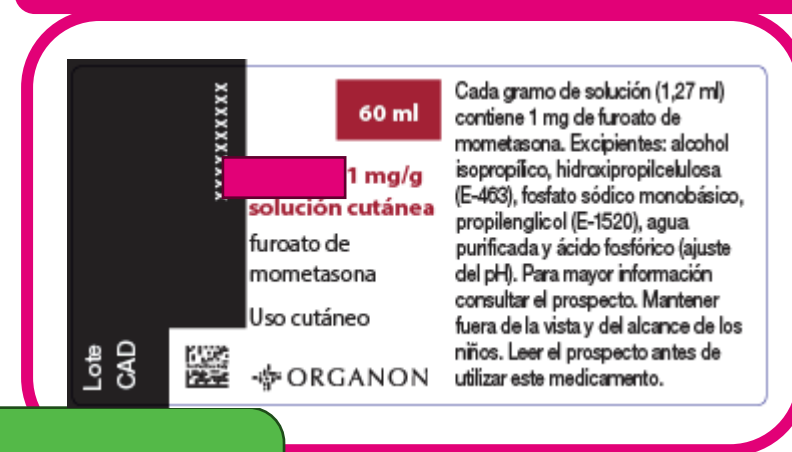 XXXXXXXXXXX
60 ml
1 mg/g
solución cutánea
furoato de
mometasona
Uso cutáneo
ORGANON
Lote
CAD
Cada gramo de solución (1,27 ml)
contiene 1 mg de furoato de
mometasona. Excipientes: alcohol
isopropílico, hidroxipropilcelulosa
(E-463), fosfato sódico monobásico,
propilenglicol (E-1520), agua
purificada y ácido fosfórico (ajuste
del pH). Para mayor información
consultar el prospecto. Mantener
fuera de la vista y del alcance de los
niños. Leer el prospecto antes de
utilizar este medicamento.